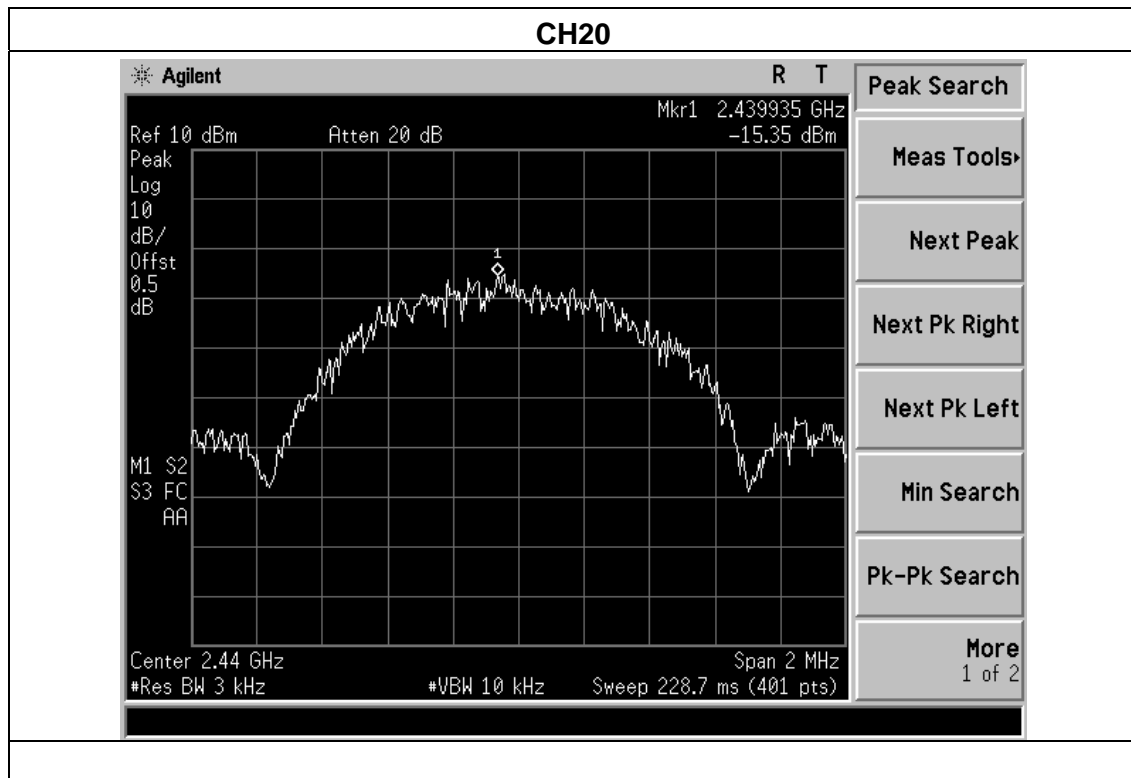 CH20
Agilent R T
Peak Search
Mkr1 2.439935 GHz
Ref 10 dBm Atten 20 dB -15.35 dBm
Peak
Log
10
dB/
Offst
0.5
dB
1
M1 S2
S3 FC
AA
Center 2.44 GHz Span 2 MHz
#Res BW 3 kHz #VBW 10 kHz Sweep 228.7 ms (401 pts)
Meas Tools
Next Peak
Next Pk Right
Next Pk Left
Min Search
Pk-Pk Search
More
1 of 2